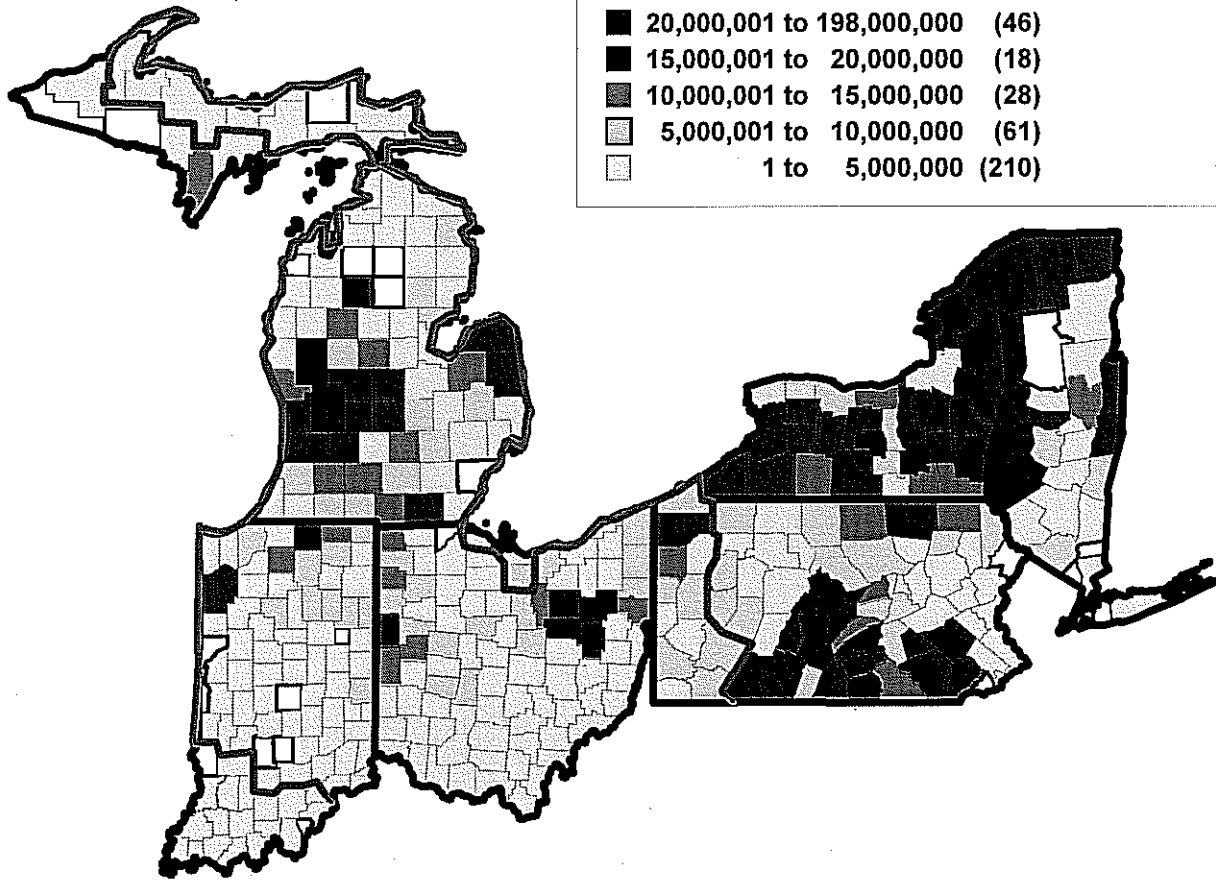 20,000,001 to 198,000,000 (46)
15,000,001 to 20,000,000 (18)
10,000,001 to 15,000,000 (28)
5,000,001 to 10,000,000 (61)
1 to 5,000,000 (210)